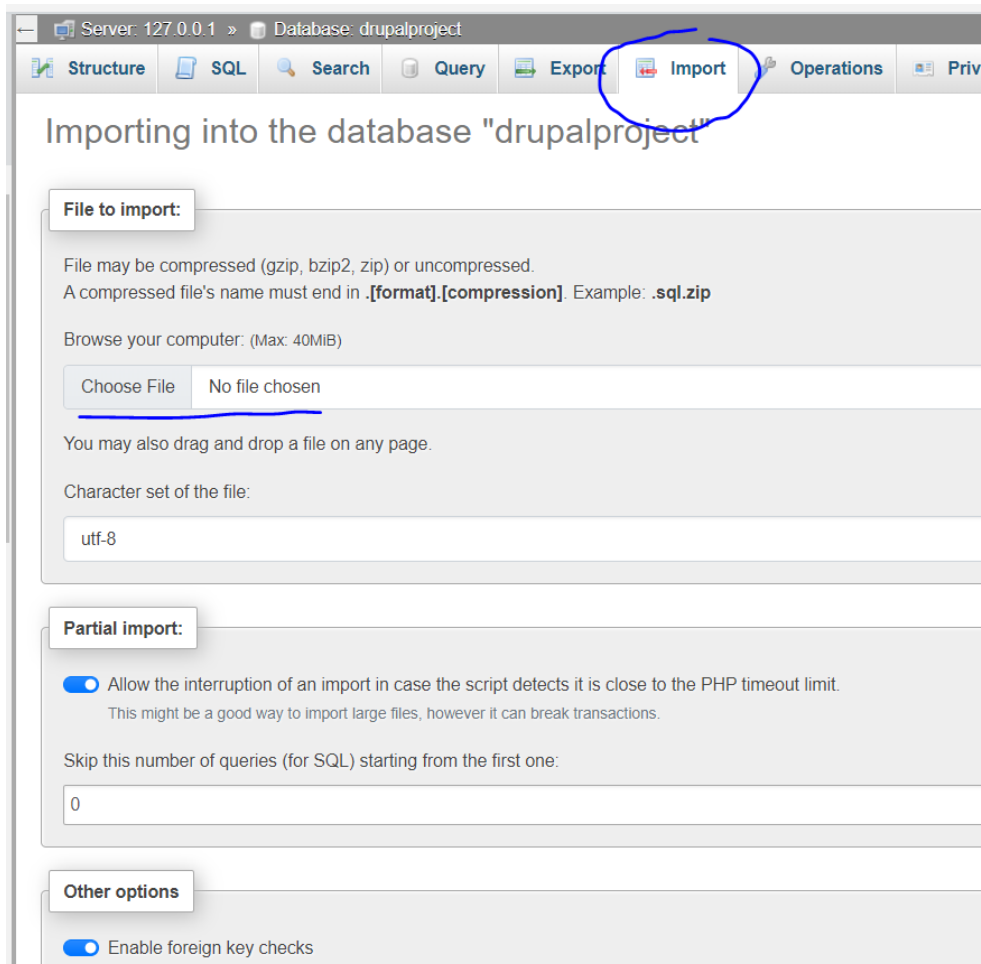 ← Server: 127.0.0.1 » Database: drupalproject
Structure SQL Search Query Export Import Operations Priv
Importing into the database "drupalproject"
File to import:
File may be compressed (gzip, bzip2, zip) or uncompressed.
A compressed file's name must end in .[format].[compression]. Example: .sql.zip
Browse your computer: (Max: 40MiB)
Choose File No file chosen
You may also drag and drop a file on any page.
Character set of the file:
utf-8
Partial import:
Allow the interruption of an import in case the script detects it is close to the PHP timeout limit.
This might be a good way to import large files, however it can break transactions.
Skip this number of queries (for SQL) starting from the first one:
0
Other options
Enable foreign key checks